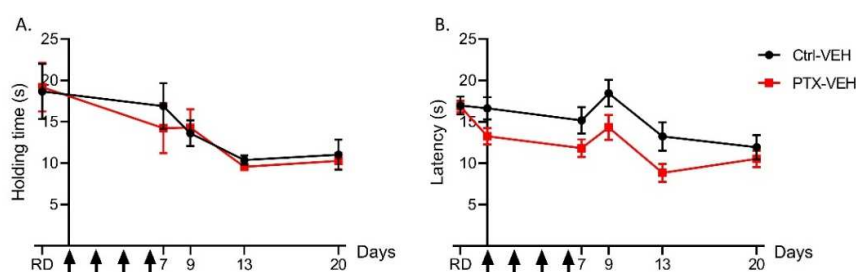 A.
25
20
15
10
5
Holding time (s)
RD
7
9
13
20
Days
B.
25
20
15
10
5
Latency (s)
RD
7
9
13
20
Days
Ctrl-VEH
PTX-VEH